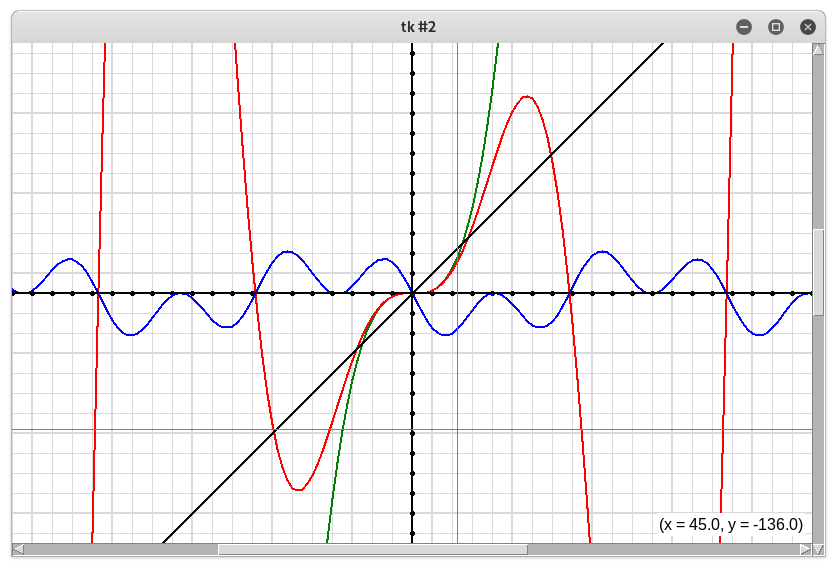 tk #2
(x = 45.0, y = -136.0)